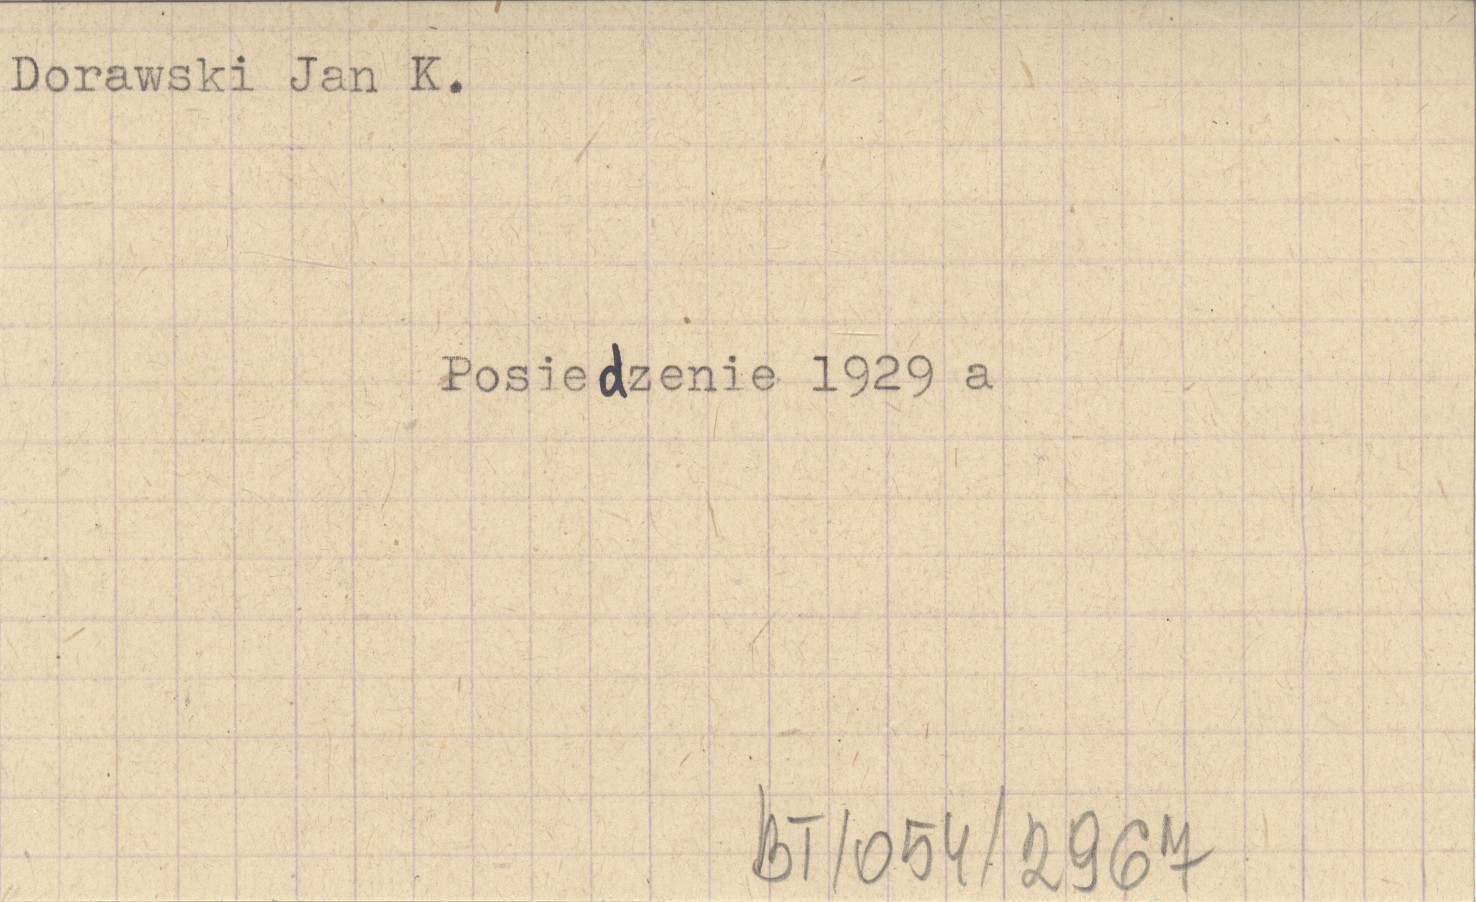 Dorawski Jan K.
Posiedzenie 1929 a
BT/054/2967